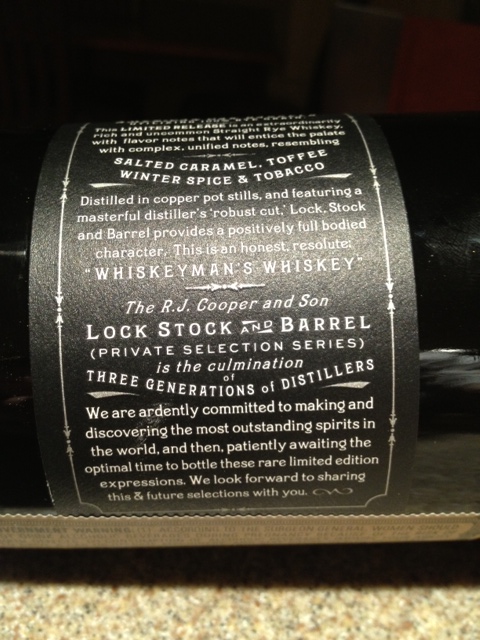 This LIMITED RELEASE is an extraordinarily
rich and uncommon Straight Rye Whiskey,
with flavor notes that will entice the palate
with complex, unified notes, resembling
SALTED CARAMEL, TOFFEE
WINTER SPICE & TOBACCO
Distilled in copper pot stills, and featuring a
masterful distiller's 'robust cut,' Lock, Stock
and Barrel provides a positively full bodied
character. This is an honest, resolute:
"WHISKEYMAN'S WHISKEY"
The R.J. Cooper and Son
LOCK STOCK AND BARREL
(PRIVATE SELECTION SERIES)
is the culmination
of
THREE GENERATIONS of DISTILLERS
We are ardently committed to making and
discovering the most outstanding spirits in
the world, and then, patiently awaiting the
optimal time to bottle these rare limited edition
expressions. We look forward to sharing
this & future selections with you.